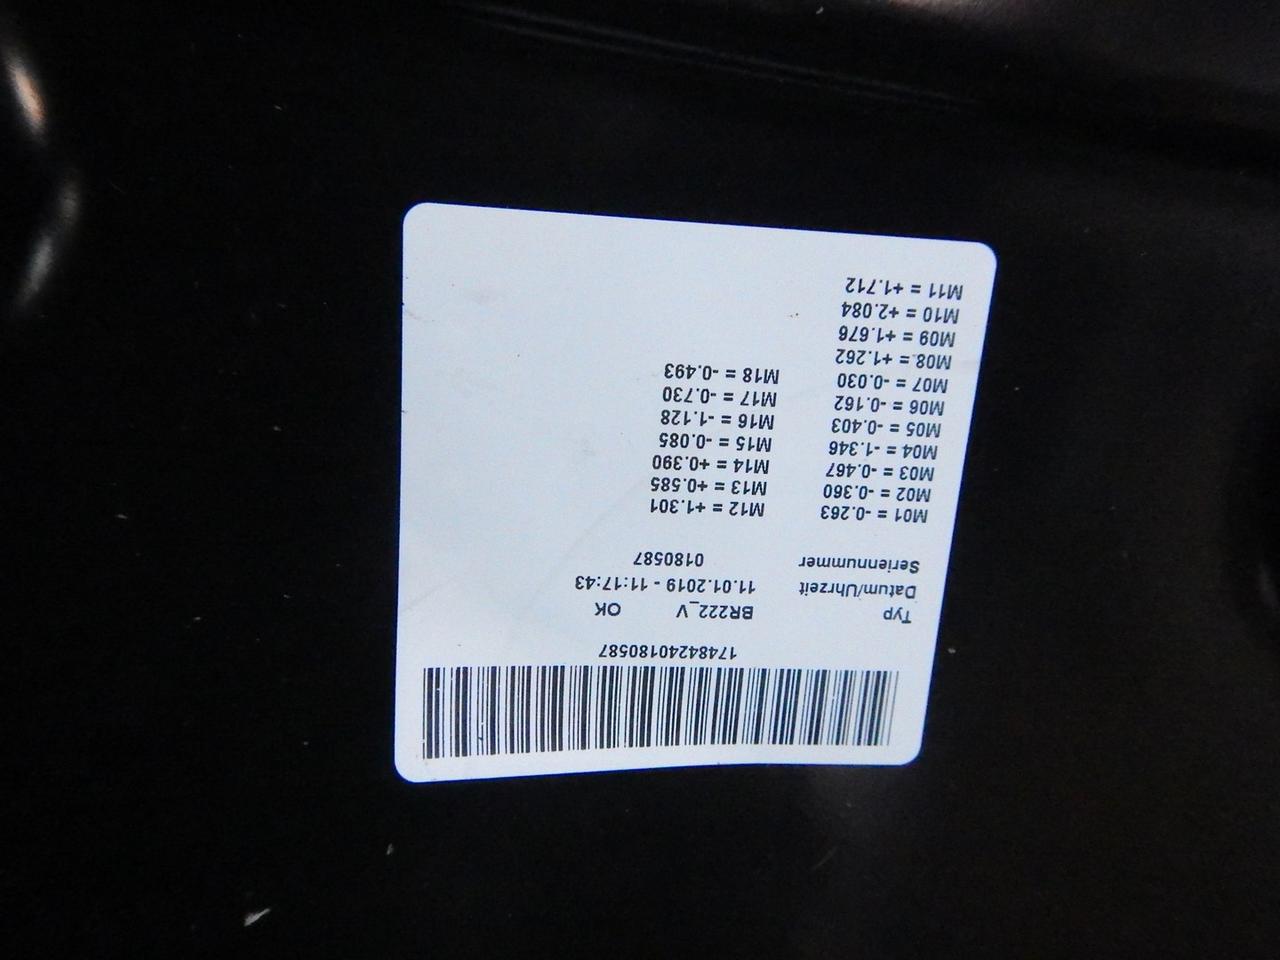 17484240180587
Typ BR222_V OK
Datum/Uhrzeit 11.01.2019 - 11:17:43
Seriennummer 0180587
M01 = -0.263 M12 = +1.301
M02 = -0.360 M13 = +0.585
M03 = -0.467 M14 = +0.390
M04 = -1.346 M15 = -0.085
M05 = -0.403 M16 = -1.128
M06 = -0.162 M17 = -0.730
M07 = -0.030 M18 = -0.493
M08 = +1.262
M09 = +1.676
M10 = +2.084
M11 = +1.712